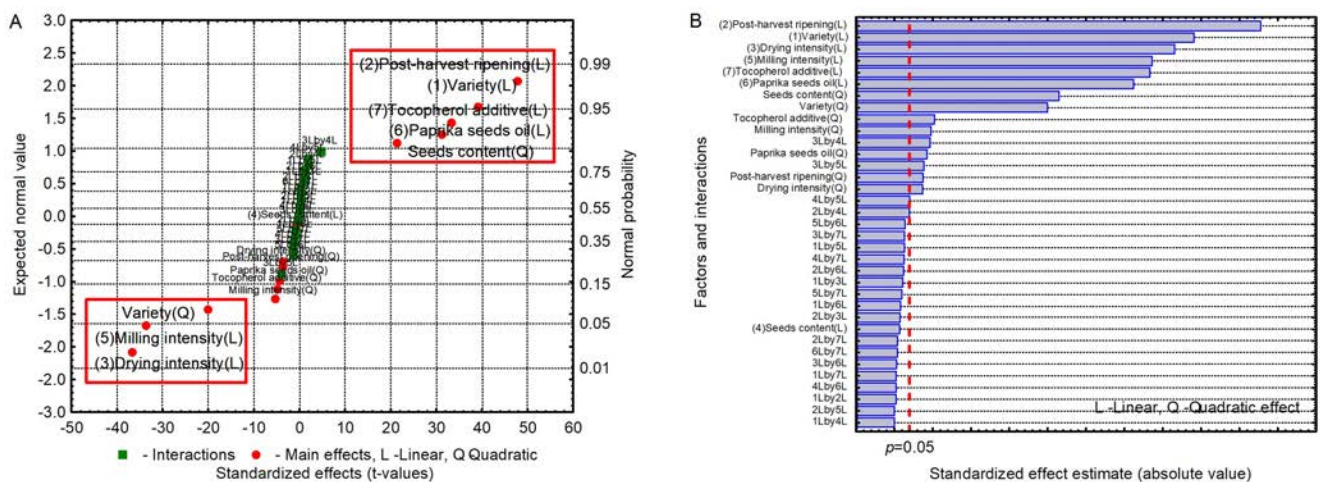 A
Expected normal value
3.0
2.5
2.0
1.5
1.0
0.5
0.0
-0.5
-1.0
-1.5
-2.0
-2.5
-3.0
(2)Post-harvest ripening(L)
(1)Variety(L)
(7)Tocopherol additive(L)
(6)Paprika seeds oil(L)
Seeds content(Q)
3Lby4L
(4)Seeds content(L)
Drying intensity(Q)
Post-harvest ripening(Q)
Paprika seeds oil(Q)
Tocopherol additive(Q)
Milling intensity(Q)
Variety(Q)
(5)Milling intensity(L)
(3)Drying intensity(L)
0.99
0.95
0.75
0.55
0.35
0.15
0.05
0.01
Normal probability
-50 -40 -30 -20 -10 0 10 20 30 40 50 60
- Interactions - Main effects, L -Linear, Q Quadratic
Standardized effects (t-values)
B
Factors and interactions
(2)Post-harvest ripening(L)
(1)Variety(L)
(3)Drying intensity(L)
(5)Milling intensity(L)
(7)Tocopherol additive(L)
(6)Paprika seeds oil(L)
Seeds content(Q)
Variety(Q)
Tocopherol additive(Q)
Milling intensity(Q)
3Lby4L
Paprika seeds oil(Q)
3Lby5L
Post-harvest ripening(Q)
Drying intensity(Q)
4Lby5L
2Lby4L
5Lby6L
3Lby7L
1Lby5L
4Lby7L
2Lby6L
1Lby3L
5Lby7L
1Lby6L
2Lby3L
(4)Seeds content(L)
2Lby7L
6Lby7L
3Lby6L
1Lby7L
4Lby6L
1Lby2L
2Lby5L
1Lby4L
L -Linear, Q -Quadratic effect
p=0.05
Standardized effect estimate (absolute value)